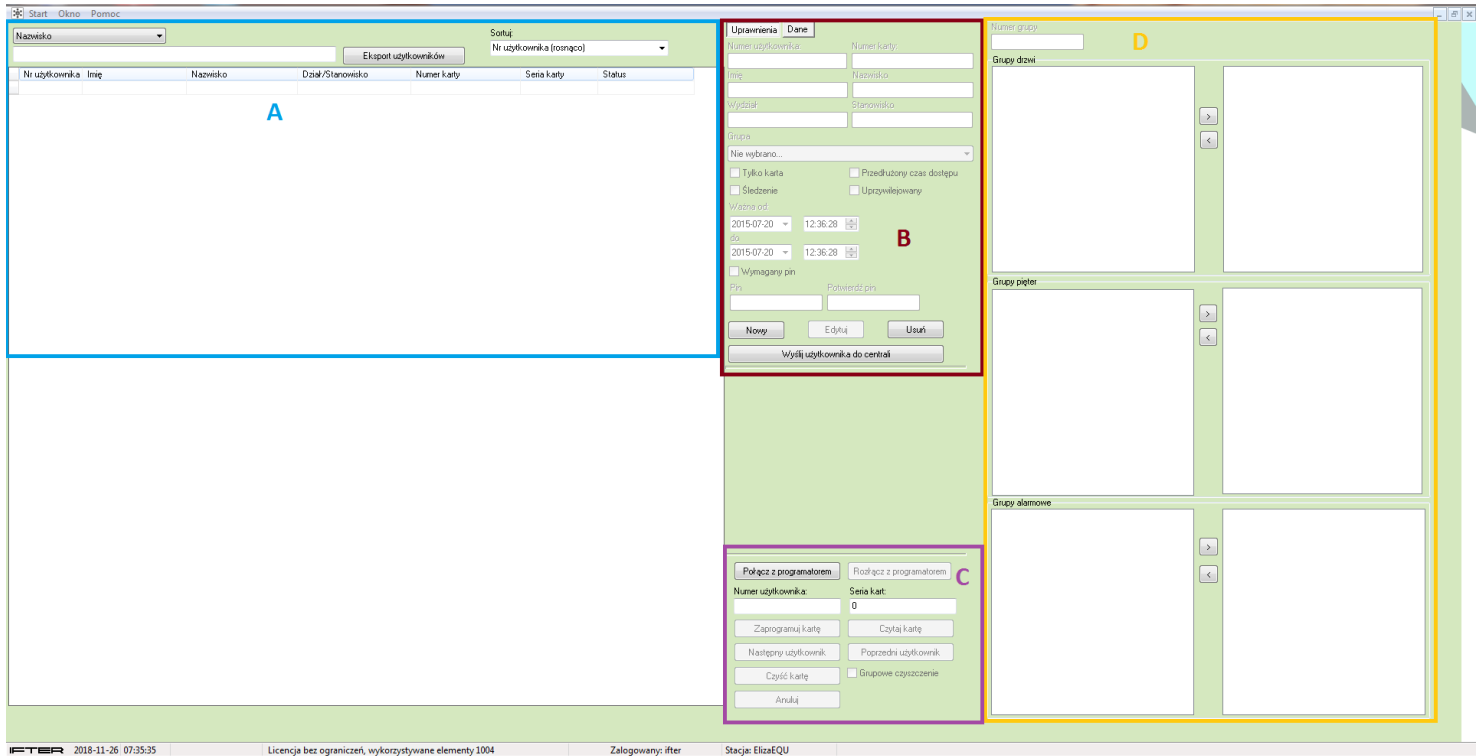 Start Okno Pomoc
Nazwisko
Sortuj:
Eksport użytkowników
Nr użytkownika (rosnąco)
Nr użytkownika Imię Nazwisko Dział/Stanowisko Numer karty Seria karty Status
A
Uprawnienia Dane
Numer użytkownika: Numer karty:
Imię Nazwisko
Wydział Stanowisko
Grupa
Nie wybrano...
Tylko karta Przedłużony czas dostępu
Śledzenie Uprzywilejowany
Ważna od
2015-07-20 12:36:28
do
2015-07-20 12:36:28
B
Wymagany pin
Pin Potwierdź pin
Nowy Edytuj Usuń
Wyślij użytkownika do centrali
Połącz z programatorem Rozłącz z programatorem
C
Numer użytkownika: Seria kart:
0
Zaprogramuj kartę Czytaj kartę
Następny użytkownik Poprzedni użytkownik
Czyść kartę Grupowe czyszczenie
Anuluj
Numer grupy
D
Grupy drzwi
>
<
Grupy pięter
>
<
Grupy alarmowe
>
<
IFTER 2018-11-26 07:35:35 Licencja bez ograniczeń, wykorzystywane elementy 1004 Zalogowany: ifter Stacja: ElizaEQU